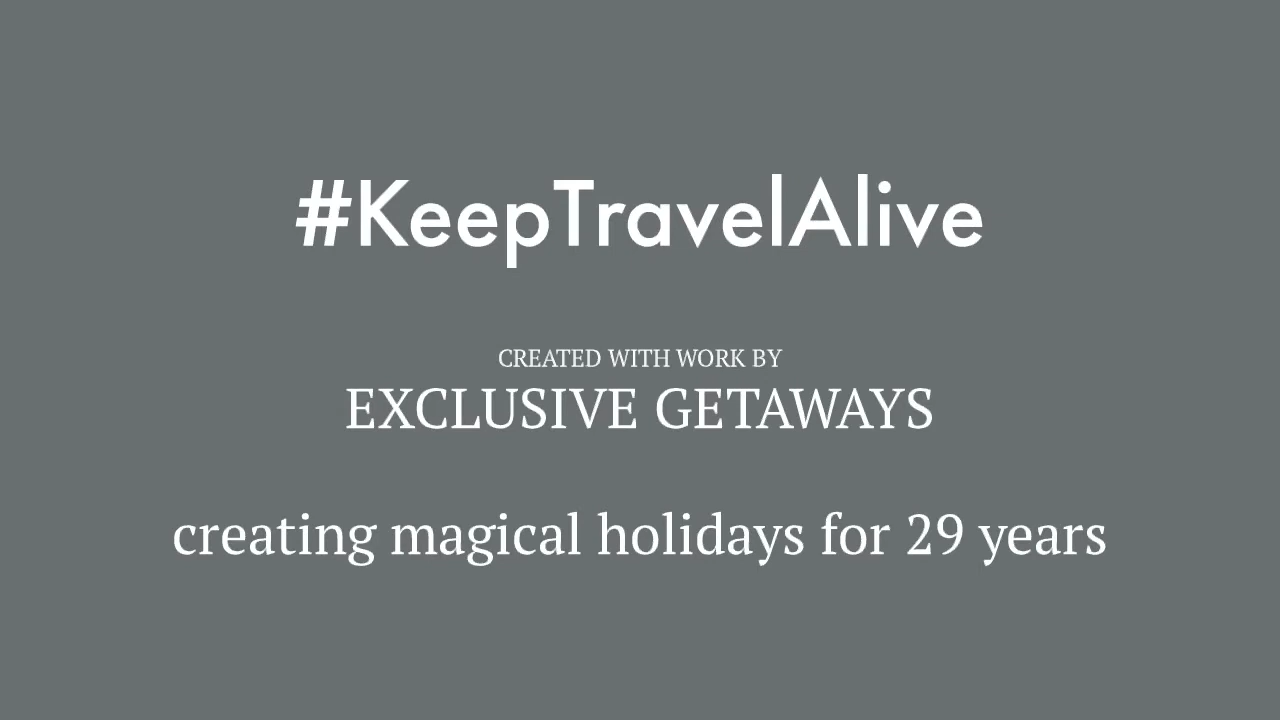 #KeepTravelAlive
CREATED WITH WORK BY
EXCLUSIVE GETAWAYS
creating magical holidays for 29 years